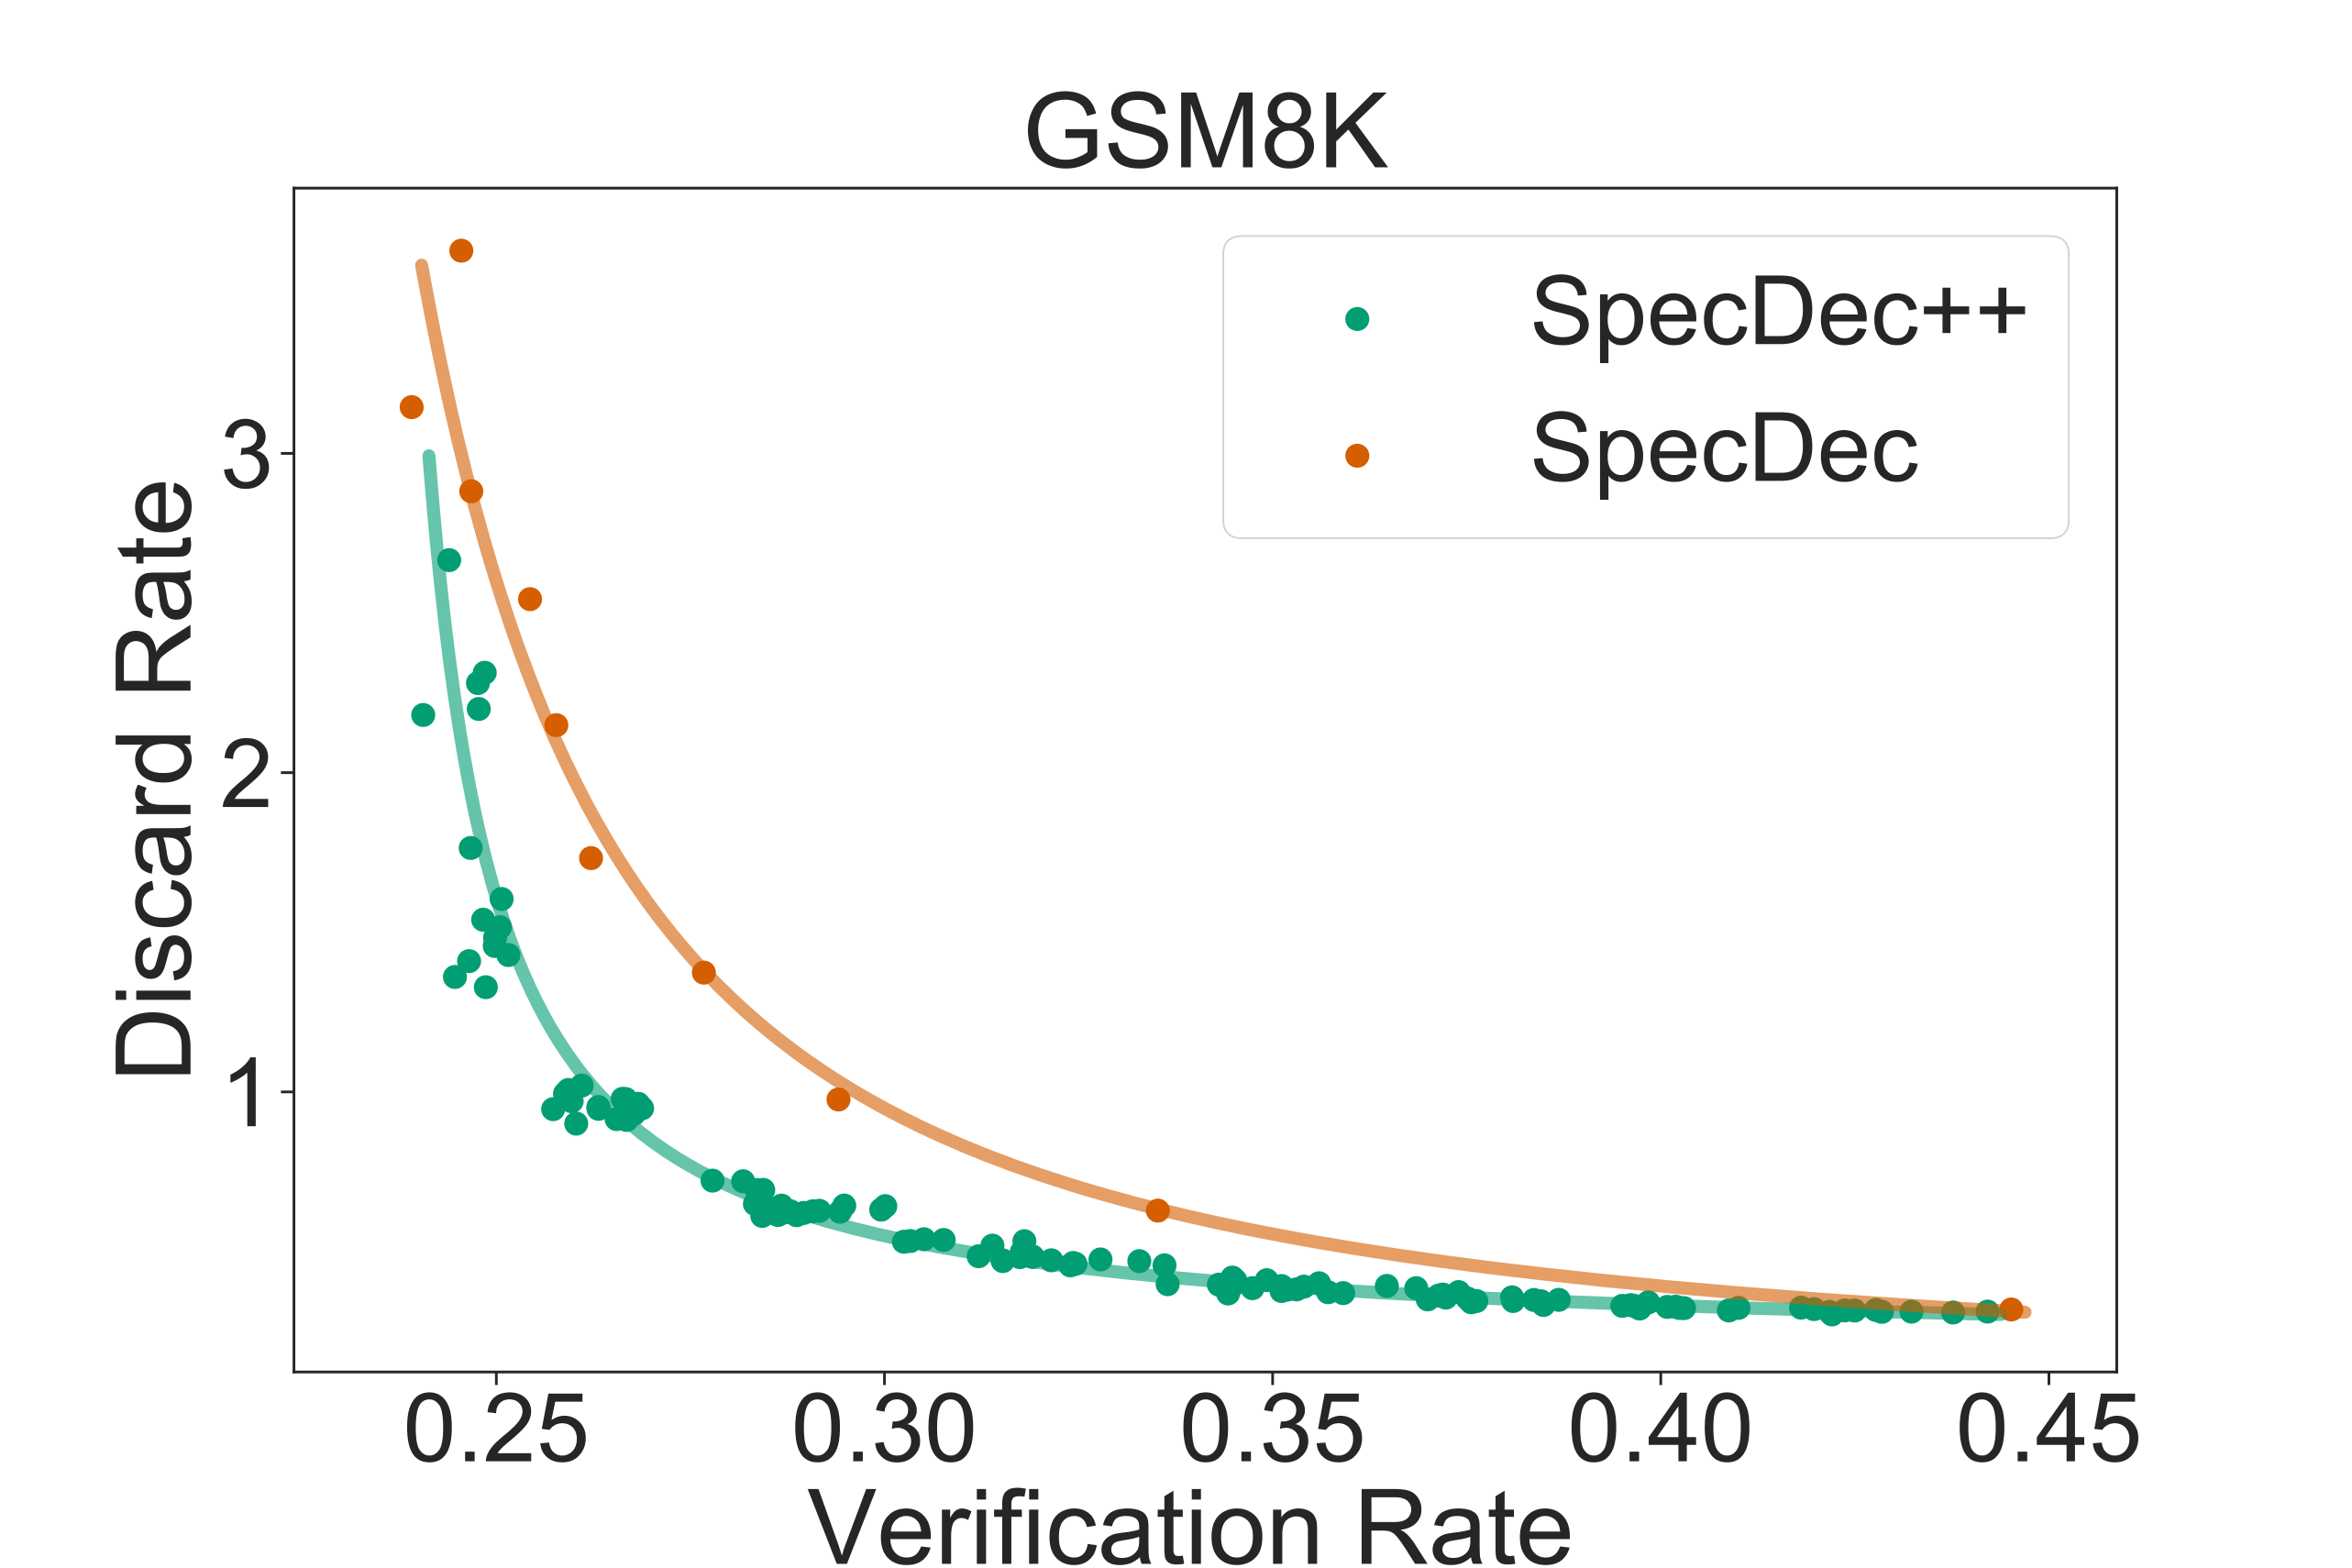 GSM8K
SpecDec++
SpecDec
Discard Rate
3
2
1
0.25 0.30 0.35 0.40 0.45
Verification Rate